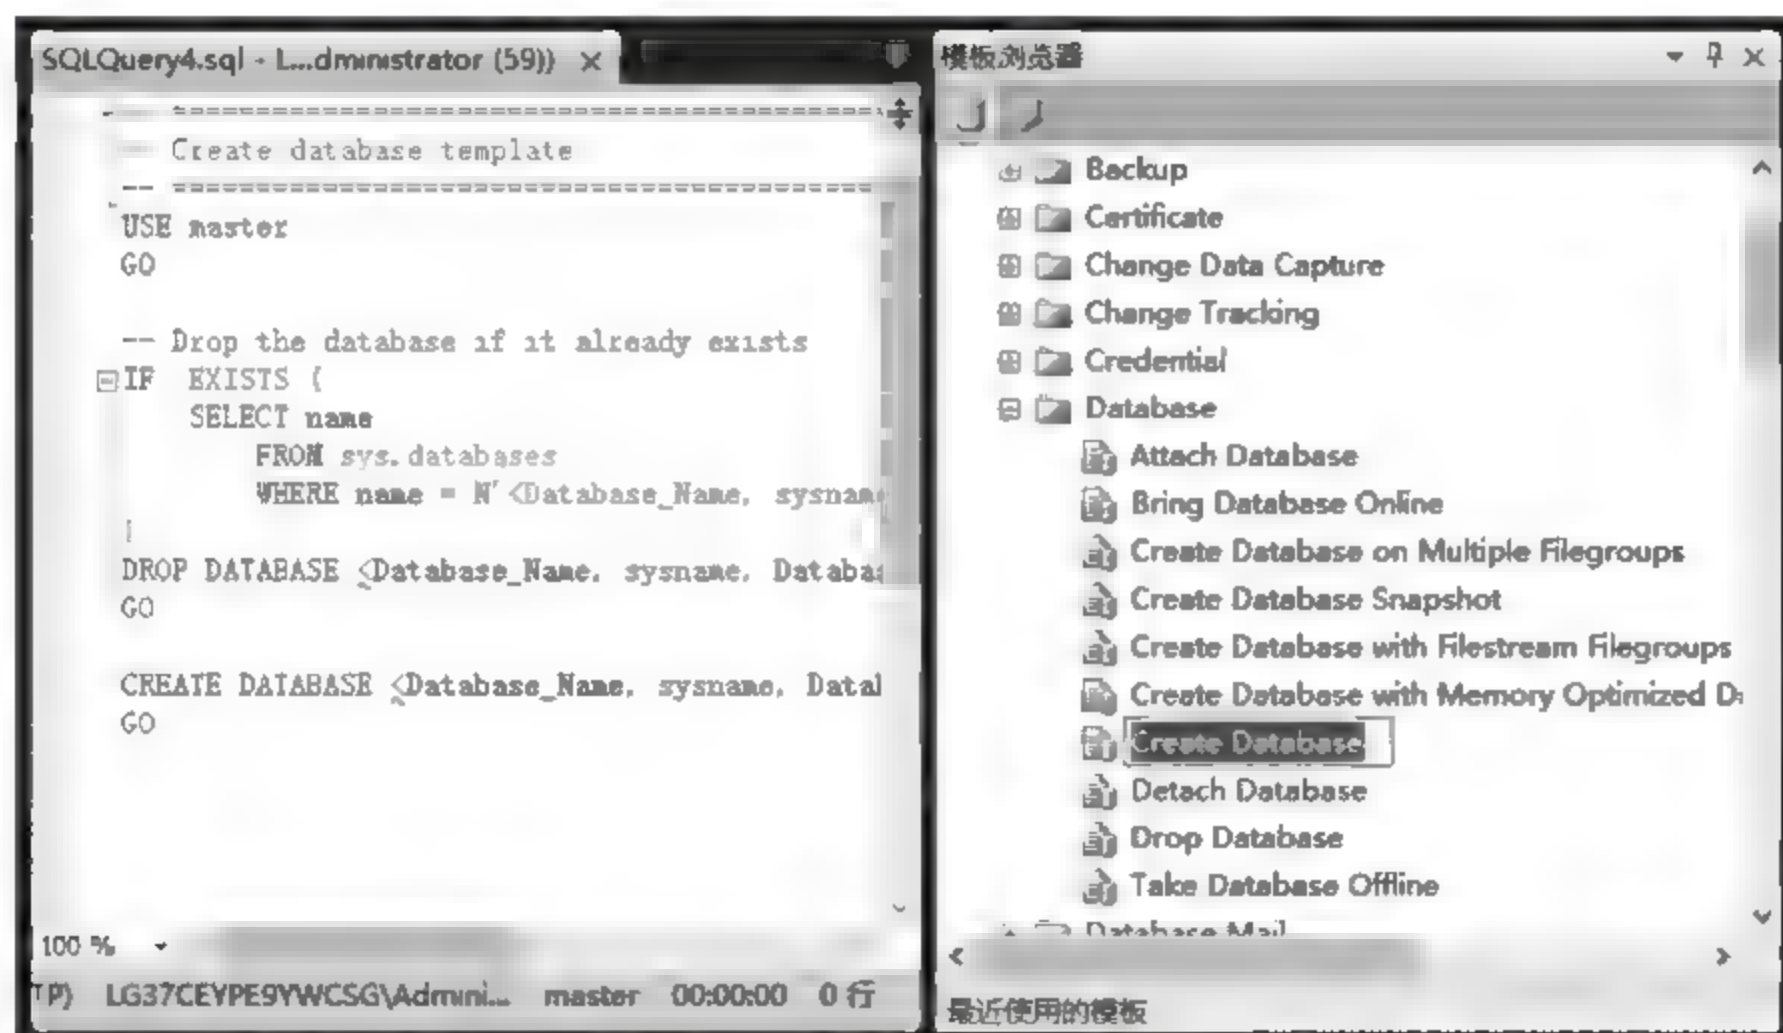 SQLQuery4.sql - L...dministrator (59))
-- ==========================================
-- Create database template
-- ==========================================
USE master
GO
-- Drop the database if it already exists
IF EXISTS (
SELECT name
FROM sys.databases
WHERE name = N'<Database_Name, sysname
)
DROP DATABASE <Database_Name, sysname, Databa
GO
CREATE DATABASE <Database_Name, sysname, Datal
GO
100 %
TP) LG37CEYPE9YWCSG\Admini... master 00:00:00 0 行
模板浏览器
Backup
Certificate
Change Data Capture
Change Tracking
Credential
Database
Attach Database
Bring Database Online
Create Database on Multiple Filegroups
Create Database Snapshot
Create Database with Filestream Filegroups
Create Database with Memory Optimized Da
Create Database
Detach Database
Drop Database
Take Database Offline
Database Mail
最近使用的模板